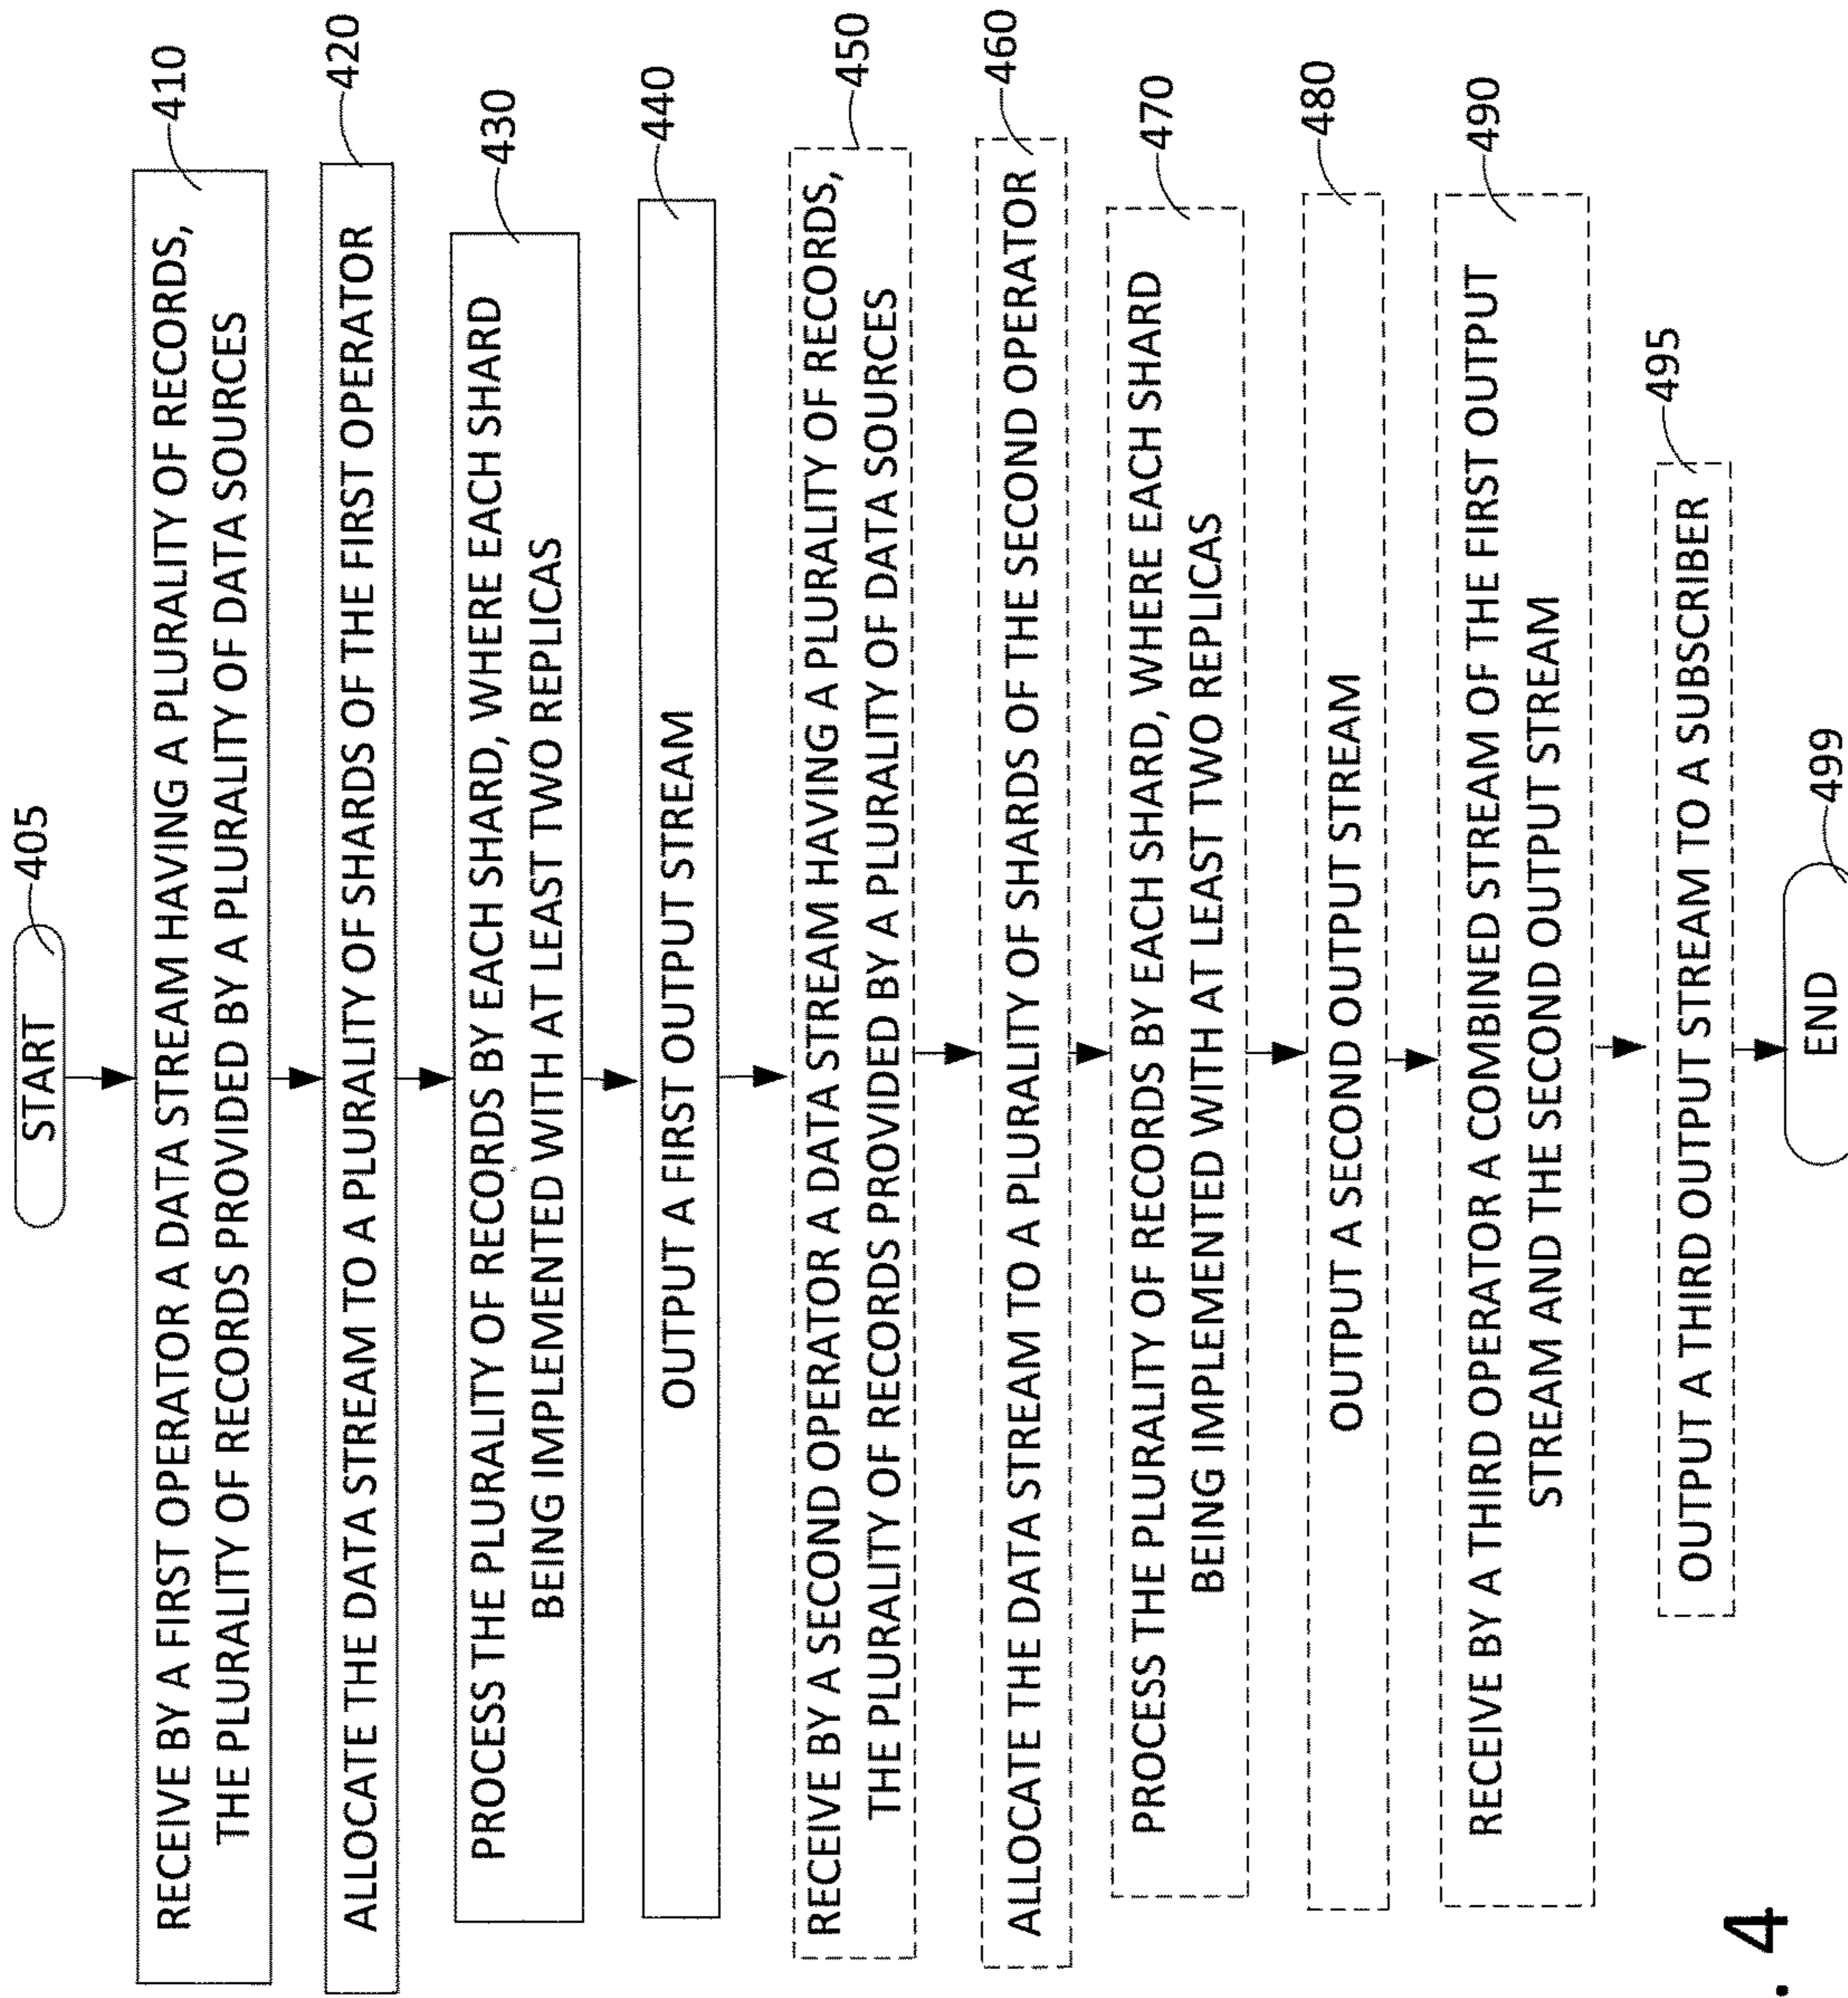 START
405
RECEIVE BY A FIRST OPERATOR A DATA STREAM HAVING A PLURALITY OF RECORDS,
THE PLURALITY OF RECORDS PROVIDED BY A PLURALITY OF DATA SOURCES
410
ALLOCATE THE DATA STREAM TO A PLURALITY OF SHARDS OF THE FIRST OPERATOR
420
PROCESS THE PLURALITY OF RECORDS BY EACH SHARD, WHERE EACH SHARD
BEING IMPLEMENTED WITH AT LEAST TWO REPLICAS
430
OUTPUT A FIRST OUTPUT STREAM
440
RECEIVE BY A SECOND OPERATOR A DATA STREAM HAVING A PLURALITY OF RECORDS,
THE PLURALITY OF RECORDS PROVIDED BY A PLURALITY OF DATA SOURCES
450
ALLOCATE THE DATA STREAM TO A PLURALITY OF SHARDS OF THE SECOND OPERATOR
460
PROCESS THE PLURALITY OF RECORDS BY EACH SHARD, WHERE EACH SHARD
BEING IMPLEMENTED WITH AT LEAST TWO REPLICAS
470
OUTPUT A SECOND OUTPUT STREAM
480
RECEIVE BY A THIRD OPERATOR A COMBINED STREAM OF THE FIRST OUTPUT
STREAM AND THE SECOND OUTPUT STREAM
490
OUTPUT A THIRD OUTPUT STREAM TO A SUBSCRIBER
495
END
499
. 4